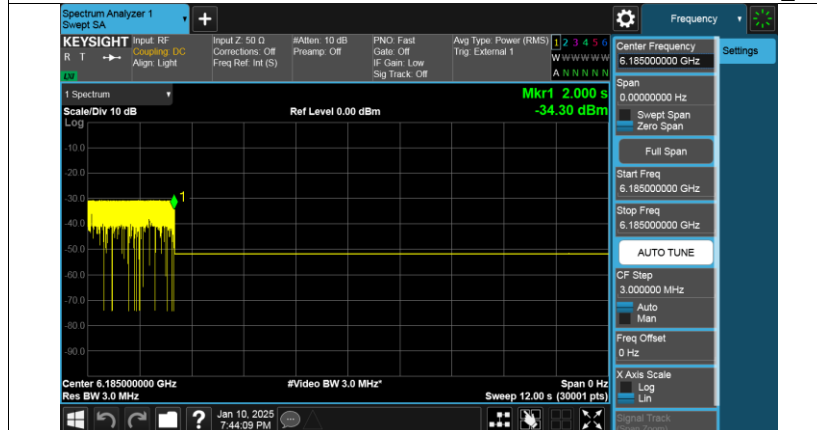 Spectrum Analyzer 1
Swept SA
Frequency
KEYSIGHT
R T
LXI
Input: RF
Coupling: DC
Align: Light
Input Z: 50 Ω
Corrections: Off
Freq Ref: Int (S)
#Atten: 10 dB
Preamp: Off
PNO: Fast
Gate: Off
IF Gain: Low
Sig Track: Off
Avg Type: Power (RMS)
Trig: External 1
1 2 3 4 5 6
W W W W W W
A N N N N N
1 Spectrum
Scale/Div 10 dB
Log
Ref Level 0.00 dBm
Mkr1 2.000 s
-34.30 dBm
-10.0
-20.0
-30.0
-40.0
-50.0
-60.0
-70.0
-80.0
-90.0
1
Center 6.185000000 GHz
Res BW 3.0 MHz
#Video BW 3.0 MHz*
Span 0 Hz
Sweep 12.00 s (30001 pts)
Center Frequency
6.185000000 GHz
Settings
Span
0.00000000 Hz
Swept Span
Zero Span
Full Span
Start Freq
6.185000000 GHz
Stop Freq
6.185000000 GHz
AUTO TUNE
CF Step
3.000000 MHz
Auto
Man
Freq Offset
0 Hz
X Axis Scale
Log
Lin
Signal Track
(Span Zoom)
Jan 10, 2025
7:44:09 PM